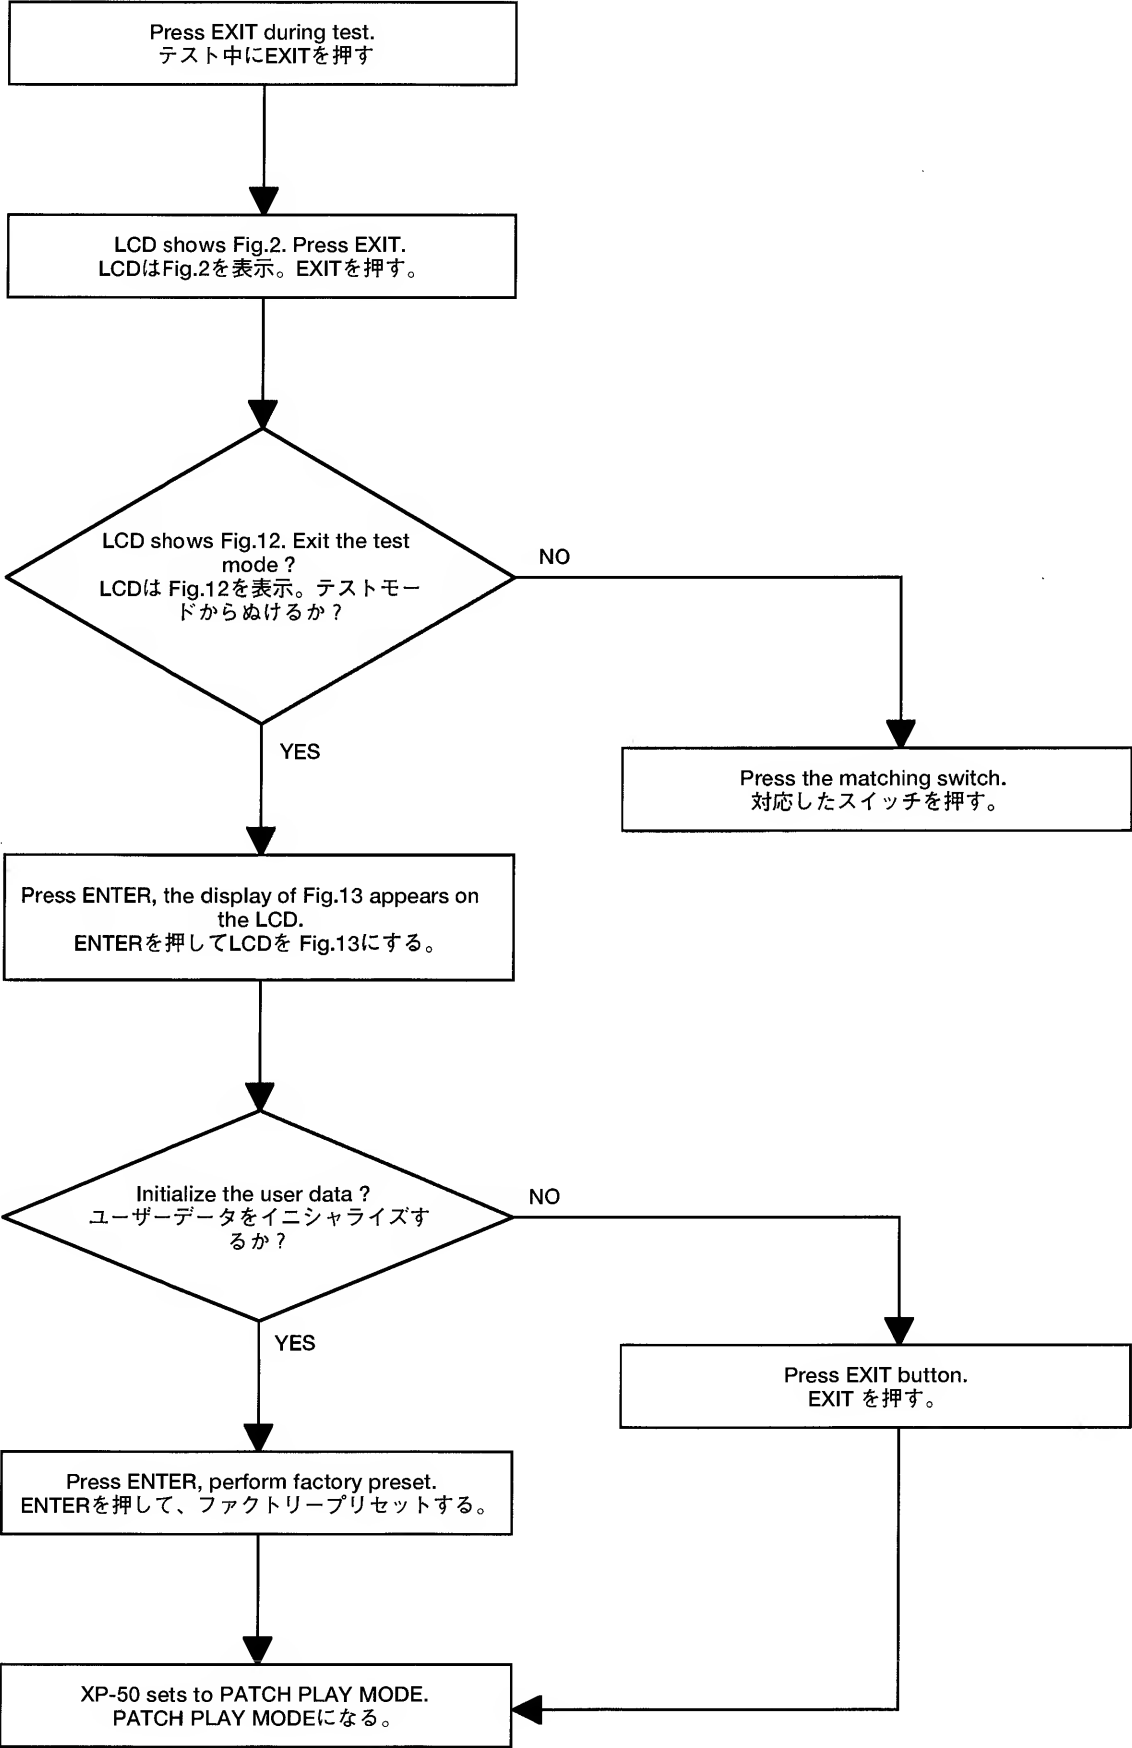 Press EXIT during test.
テスト中にEXITを押す
LCD shows Fig.2. Press EXIT.
LCDはFig.2を表示。EXITを押す。
LCD shows Fig.12. Exit the test
mode ?
LCDは Fig.12を表示。テストモー
ドからぬけるか？
NO
YES
Press the matching switch.
対応したスイッチを押す。
Press ENTER, the display of Fig.13 appears on
the LCD.
ENTERを押してLCDを Fig.13にする。
Initialize the user data ?
ユーザーデータをイニシャライズす
るか？
NO
YES
Press EXIT button.
EXIT を押す。
Press ENTER, perform factory preset.
ENTERを押して、ファクトリープリセットする。
XP-50 sets to PATCH PLAY MODE.
PATCH PLAY MODEになる。